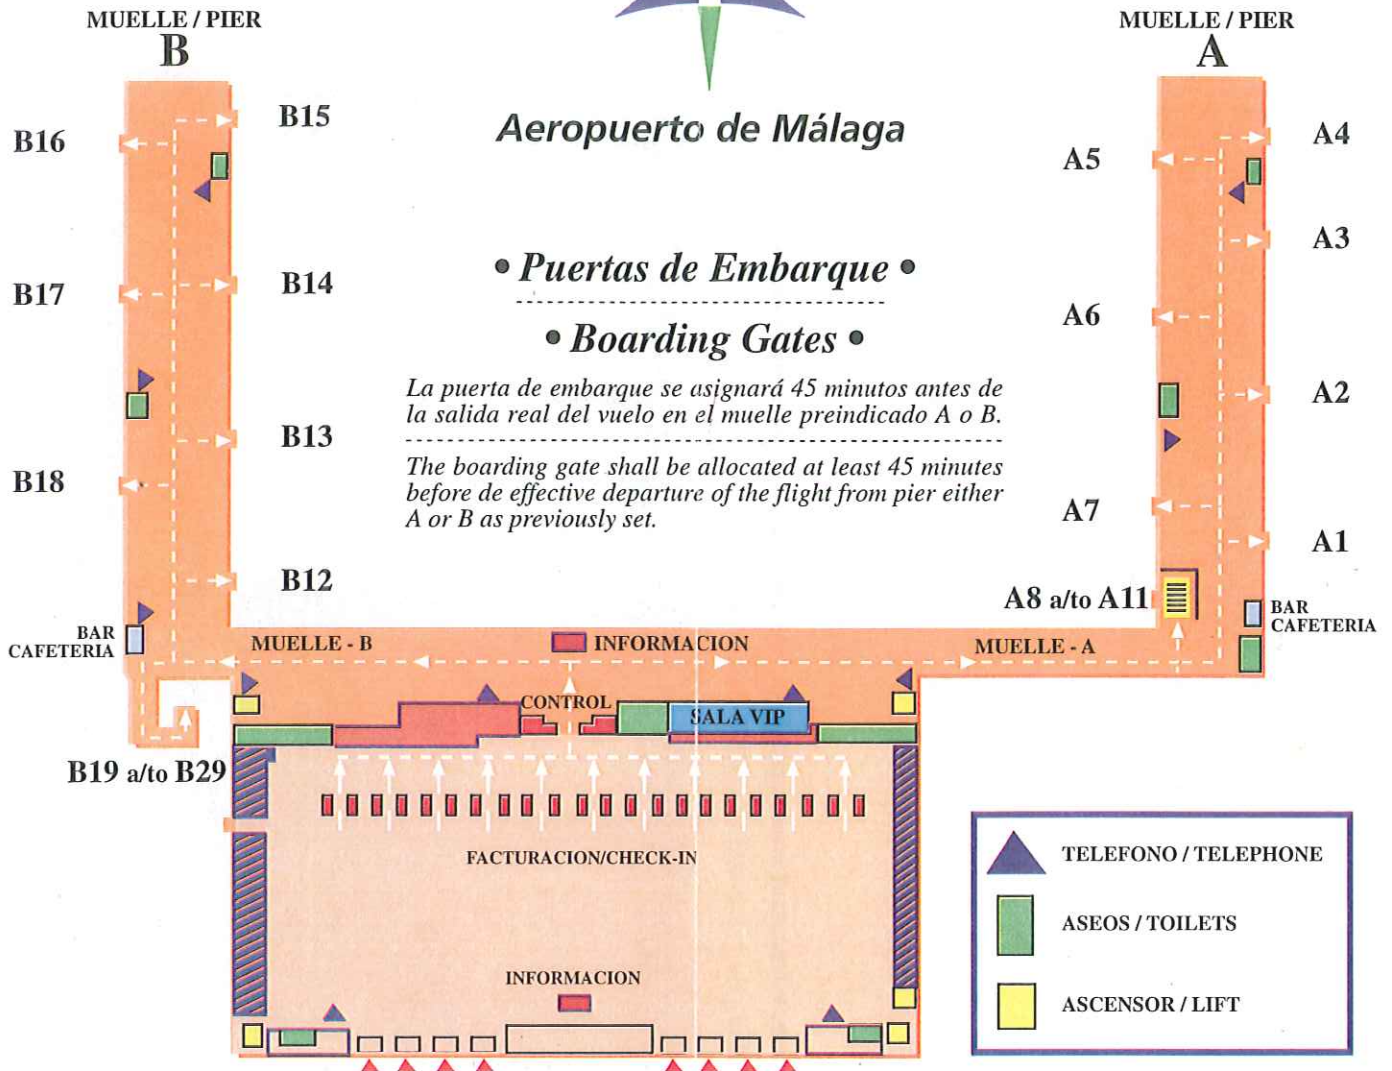 MUELLE / PIER
B
MUELLE / PIER
A
Aeropuerto de Málaga
B15
B16
A4
A5
A3
• Puertas de Embarque •
B14
B17
A6
• Boarding Gates •
La puerta de embarque se asignará 45 minutos antes de
la salida real del vuelo en el muelle preindicado A o B.
A2
B13
The boarding gate shall be allocated at least 45 minutes
before de effective departure of the flight from pier either
A or B as previously set.
B18
A7
A1
B12
A8 a/to A11
BAR
CAFETERIA
BAR
CAFETERIA
MUELLE - B
INFORMACION
MUELLE - A
CONTROL
SALA VIP
B19 a/to B29
FACTURACION/CHECK-IN
TELEFONO / TELEPHONE
ASEOS / TOILETS
INFORMACION
ASCENSOR / LIFT